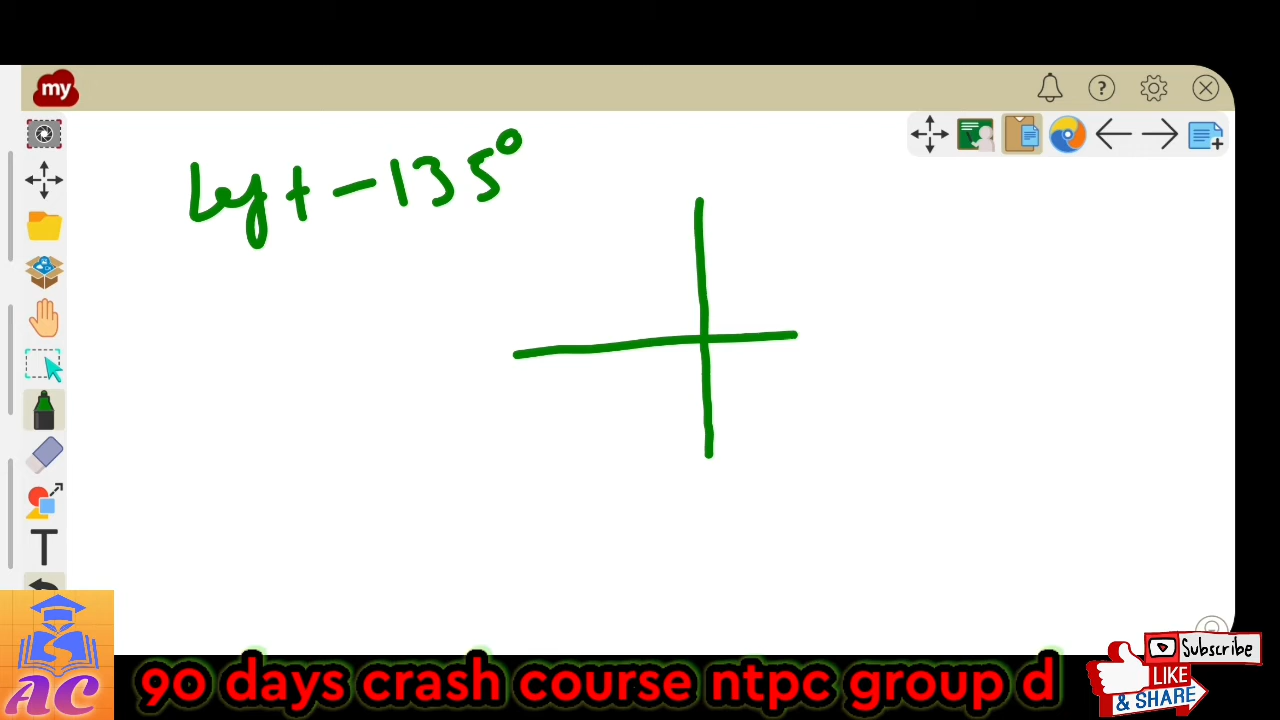 my
?
Left - 135°
T
AC
90 days crash course ntpc group d
Subscribe
LIKE
& SHARE